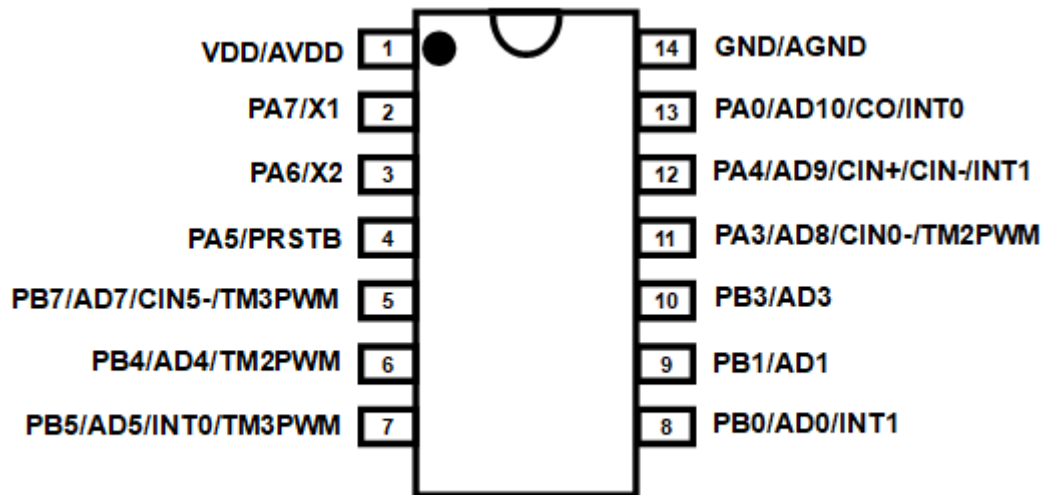 VDD/AVDD 1 14 GND/AGND
PA7/X1 2 13 PA0/AD10/CO/INT0
PA6/X2 3 12 PA4/AD9/CIN+/CIN-/INT1
PA5/PRSTB 4 11 PA3/AD8/CIN0-/TM2PWM
PB7/AD7/CIN5-/TM3PWM 5 10 PB3/AD3
PB4/AD4/TM2PWM 6 9 PB1/AD1
PB5/AD5/INT0/TM3PWM 7 8 PB0/AD0/INT1